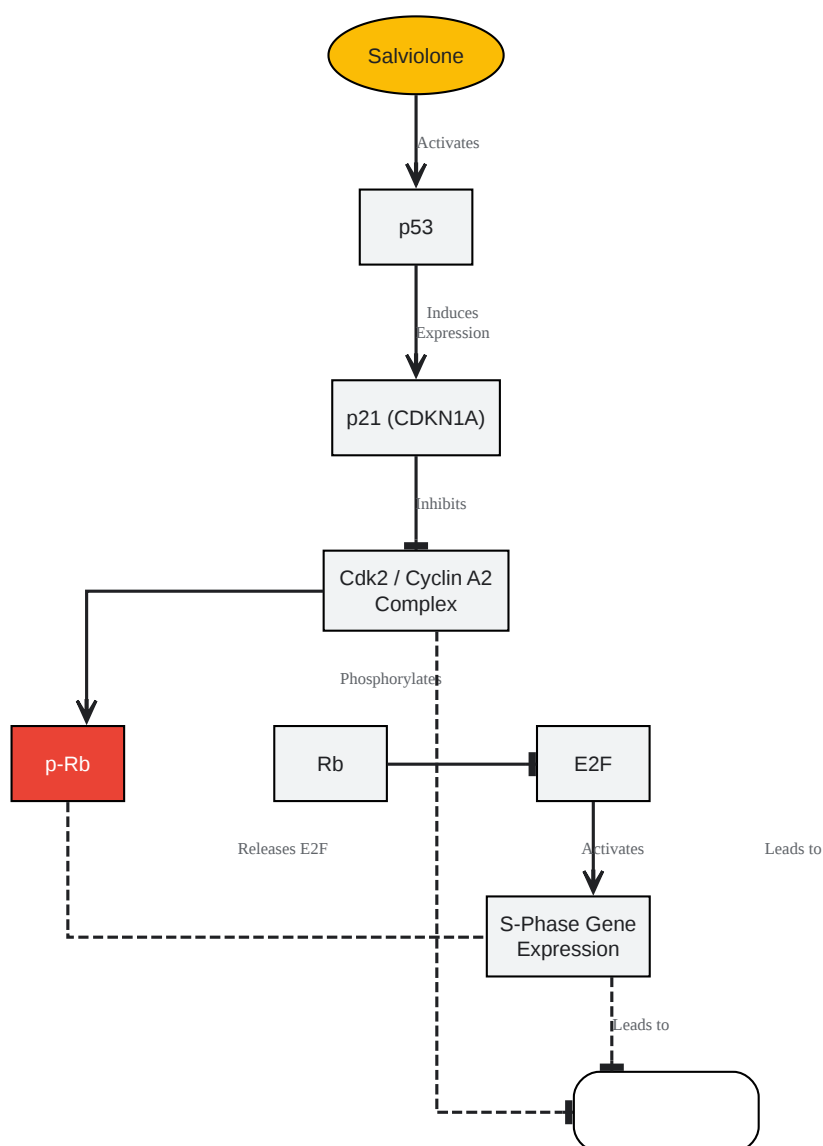 Salviolone
Activates
p53
Induces
Expression
p21 (CDKN1A)
Inhibits
Cdk2 / Cyclin A2
Complex
Phosphorylates
p-Rb
Rb
E2F
Releases E2F
Activates
Leads to
S-Phase Gene
Expression
Leads to